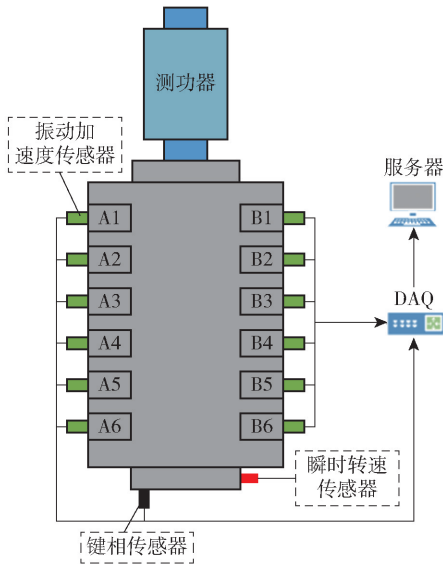 测功器
振动加
速度传感器
服务器
A1
B1
A2
B2
A3
B3
DAQ
A4
B4
A5
B5
A6
B6
瞬时转速
传感器
键相传感器